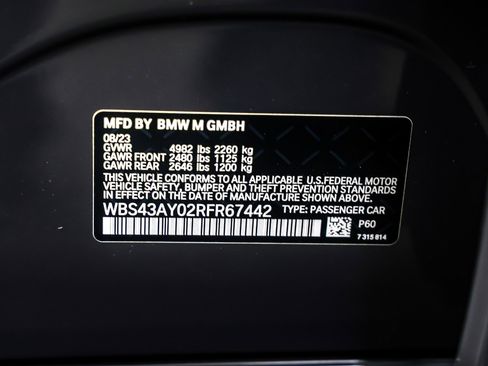 MFD BY BMW M GMBH
08/23
GVWR 4982 lbs 2260 kg
GAWR FRONT 2480 lbs 1125 kg
GAWR REAR 2646 lbs 1200 kg
THIS VEHICLE CONFORMS TO ALL APPLICABLE U.S.FEDERAL MOTOR
VEHICLE SAFETY, BUMPER AND THEFT PREVENTION STANDARDS
IN EFFECT ON THE DATE OF MANUFACTURE SHOWN ABOVE.
WBS43AY02RFR67442 TYPE: PASSENGER CAR
P60
7 315 814